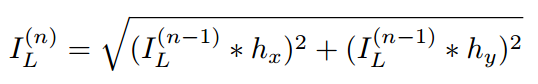 $I_L^{(n)} = \sqrt{(I_L^{(n-1)} * h_x)^2 + (I_L^{(n-1)} * h_y)^2}$